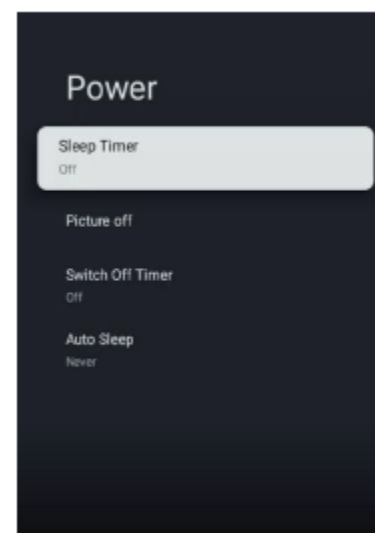 Power
Sleep Timer
Off
Picture off
Switch Off Timer
Off
Auto Sleep
Never